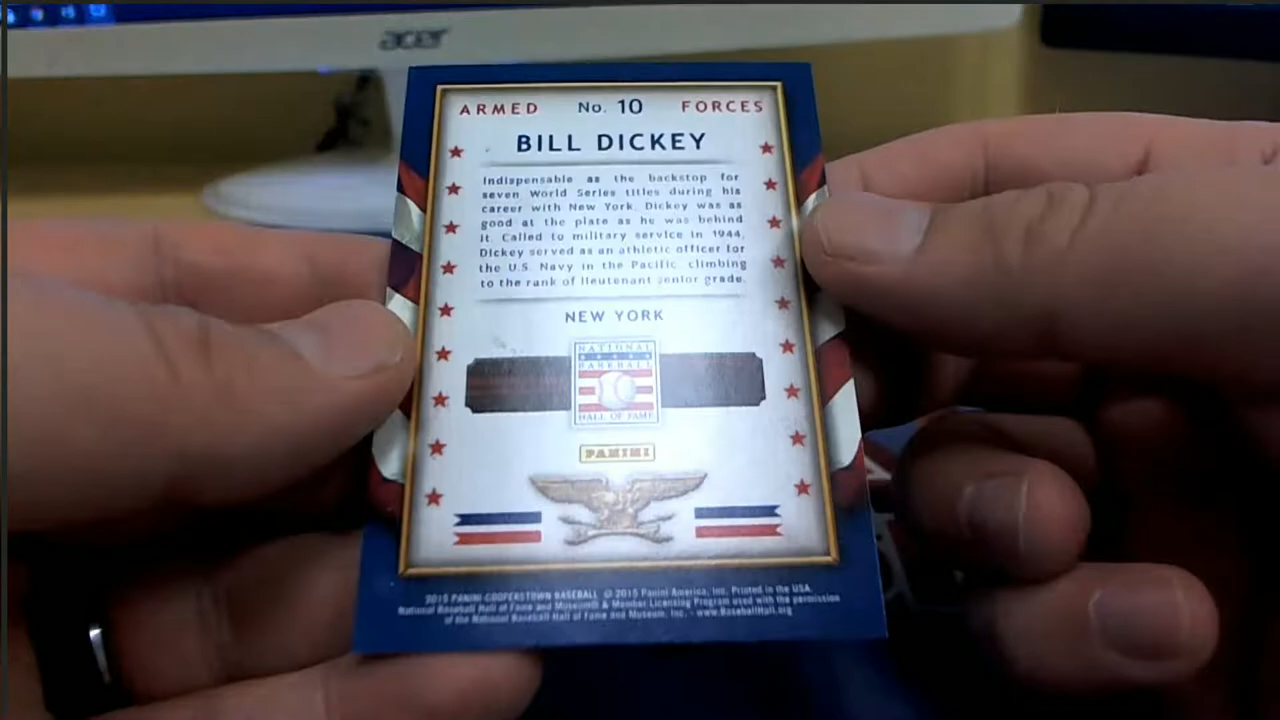 acer
ARMED No. 10 FORCES
BILL DICKEY
Indispensable as the backstop for
seven World Series titles during his
career with New York, Dickey was as
good at the plate as he was behind
it. Called to military service in 1944,
Dickey served as an athletic officer for
the U.S. Navy in the Pacific, climbing
to the rank of lieutenant senior grade.
NEW YORK
NATIONAL
BASEBALL
HALL OF FAME
PANINI
2015 PANINI COOPERSTOWN BASEBALL © 2015 Panini America, Inc. Printed in the USA.
National Baseball Hall of Fame and Museum® & Member Licensing Program used with the permission
of the National Baseball Hall of Fame and Museum, Inc. - www.BaseballHall.org